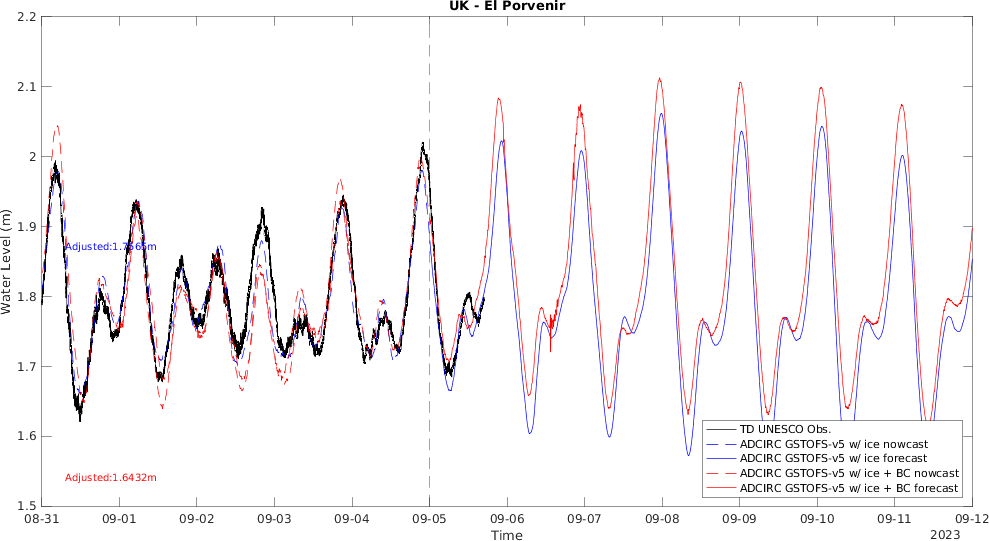 UK - El Porvenir
2.2
2.1
2
1.9
1.8
1.7
1.6
1.5
Water Level (m)
Adjusted:1.7565m
Adjusted:1.6432m
TD UNESCO Obs.
ADCIRC GSTOFS-v5 w/ ice nowcast
ADCIRC GSTOFS-v5 w/ ice forecast
ADCIRC GSTOFS-v5 w/ ice + BC nowcast
ADCIRC GSTOFS-v5 w/ ice + BC forecast
08-31 09-01 09-02 09-03 09-04 09-05 09-06 09-07 09-08 09-09 09-10 09-11 09-12
Time
2023